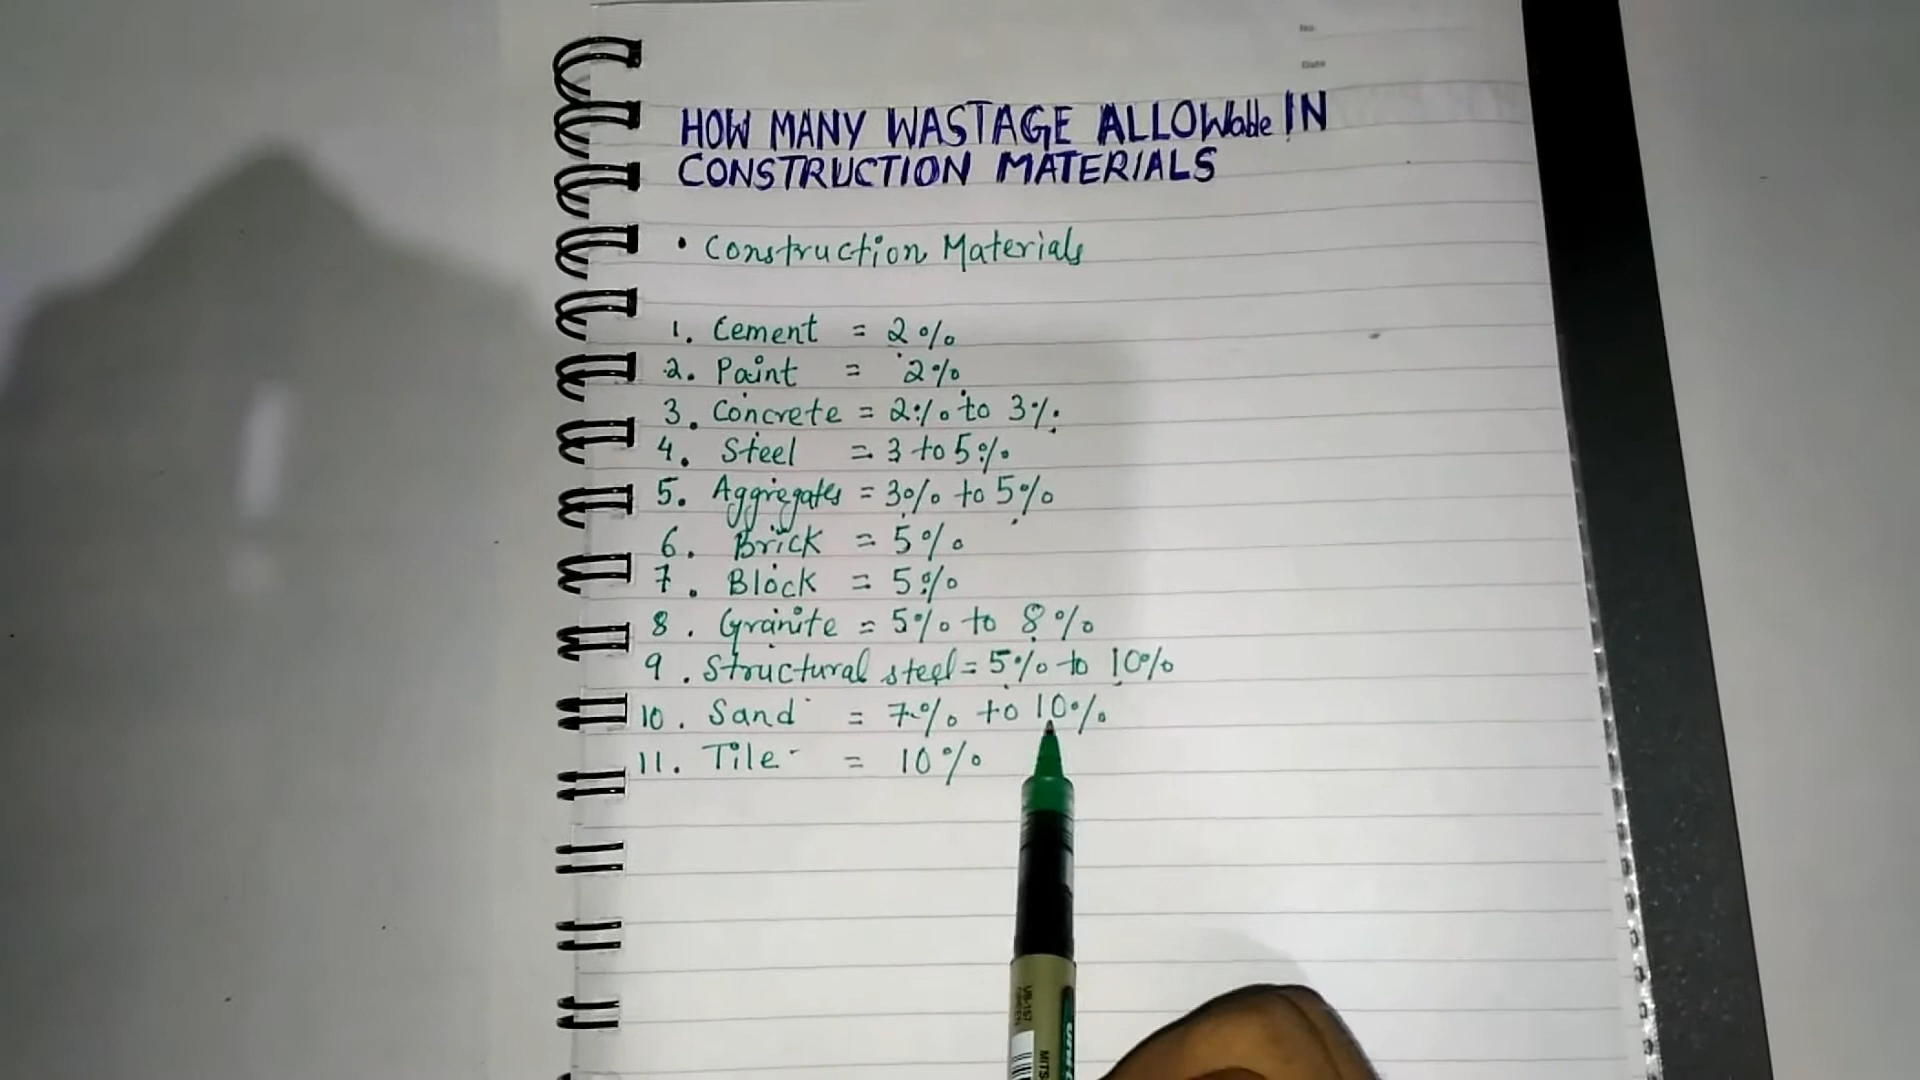 No
Date
HOW MANY WASTAGE ALLOWable IN
CONSTRUCTION MATERIALS
• Construction Materials
1. Cement = 2%
2. Paint = 2%
3. Concrete = 2% to 3%
4. Steel = 3 to 5%
5. Aggregates = 3% to 5%
6. Brick = 5%
7. Block = 5%
8. Granite = 5% to 8%
9. Structural steel = 5% to 10%
10. Sand = 7% to 10%
11. Tile = 10%